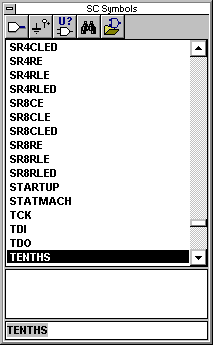 SC Symbols
U?
SR4CLED
SR4RE
SR4RLE
SR4RLED
SR8CE
SR8CLE
SR8CLED
SR8RE
SR8RLE
SR8RLED
STARTUP
STATMACH
TCK
TDI
TDO
TENTHS
TENTHS